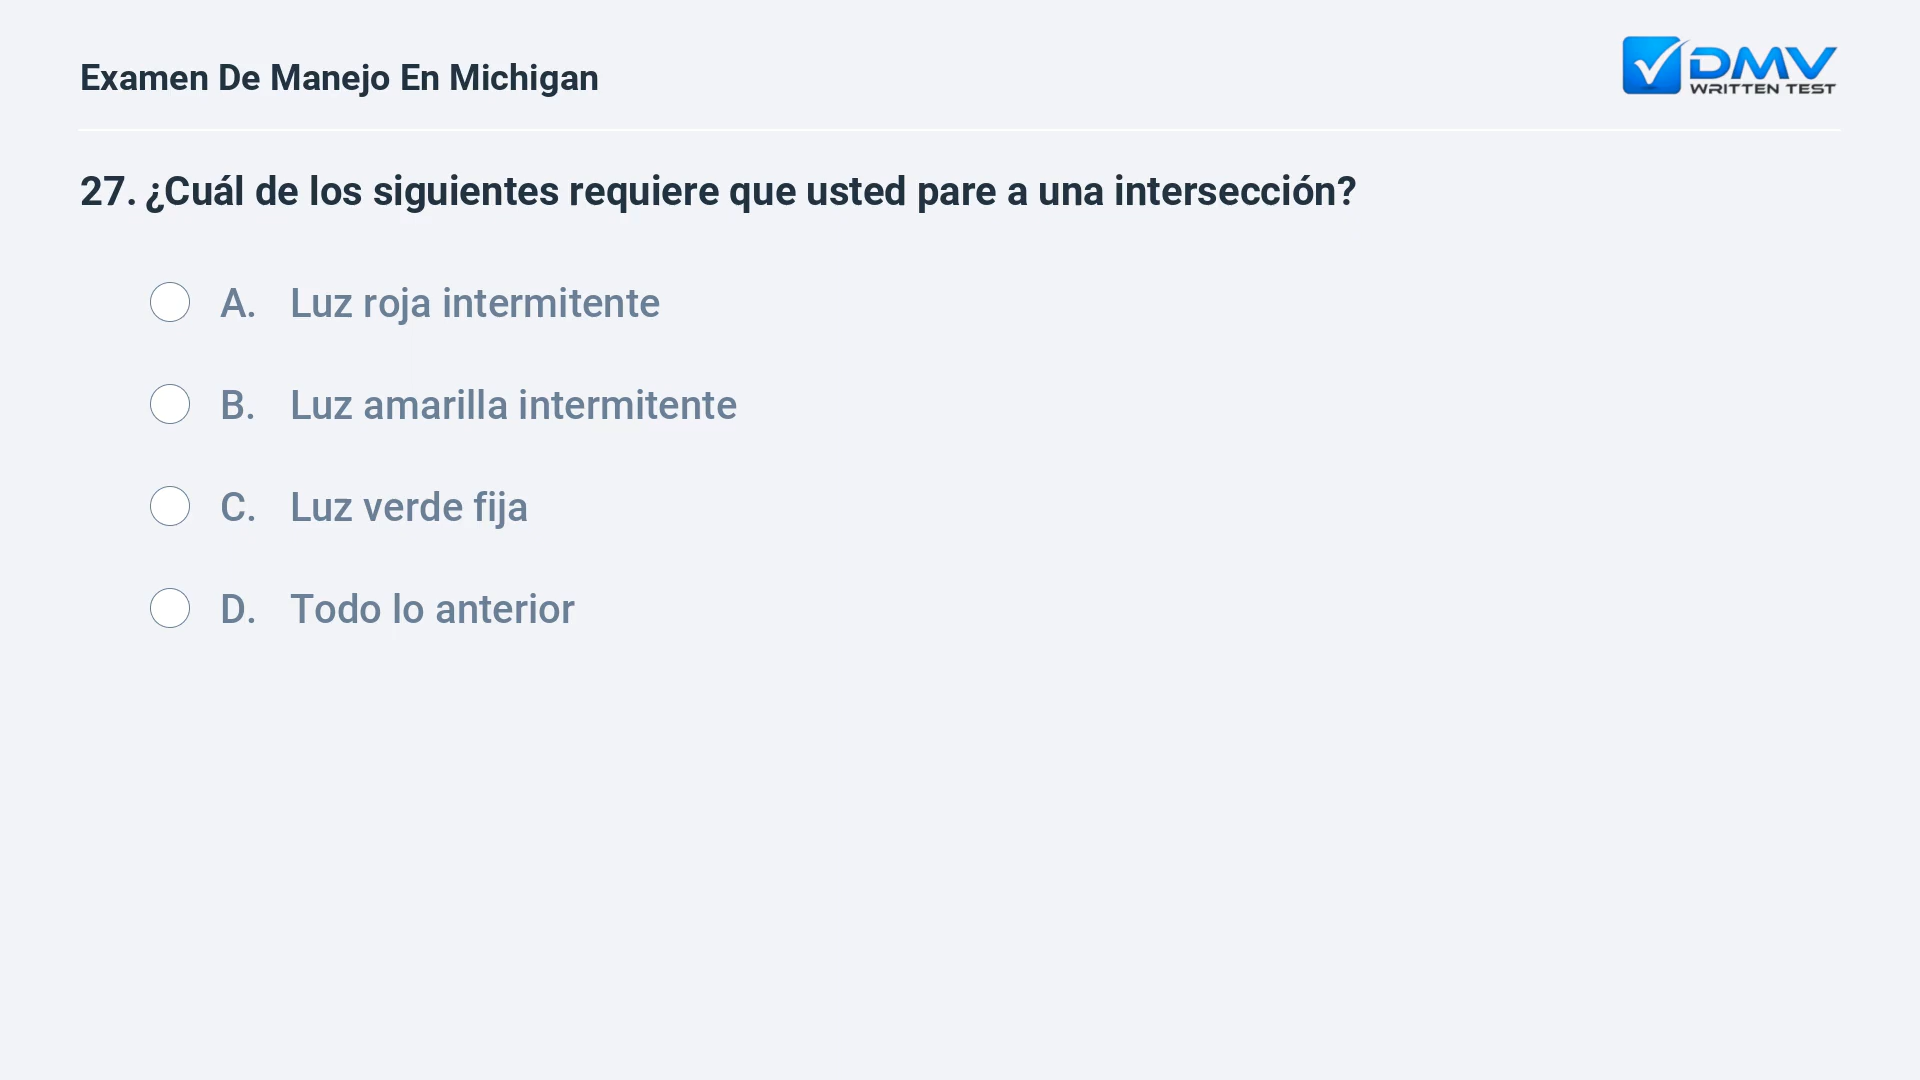 Examen De Manejo En Michigan
DMV
WRITTEN TEST
27. ¿Cuál de los siguientes requiere que usted pare a una intersección?
A. Luz roja intermitente
B. Luz amarilla intermitente
C. Luz verde fija
D. Todo lo anterior